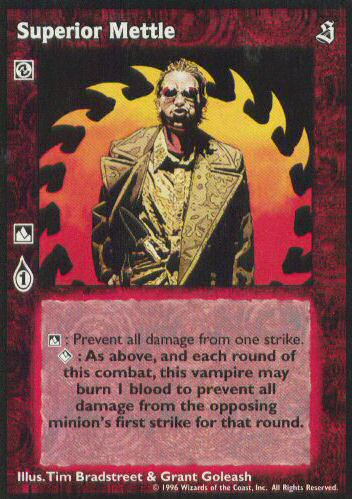 Superior Mettle
1
: Prevent all damage from one strike.
: As above, and each round of
this combat, this vampire may
burn 1 blood to prevent all
damage from the opposing
minion's first strike for that round.
Illus. Tim Bradstreet & Grant Goleash
© 1996 Wizards of the Coast, Inc. All Rights Reserved.